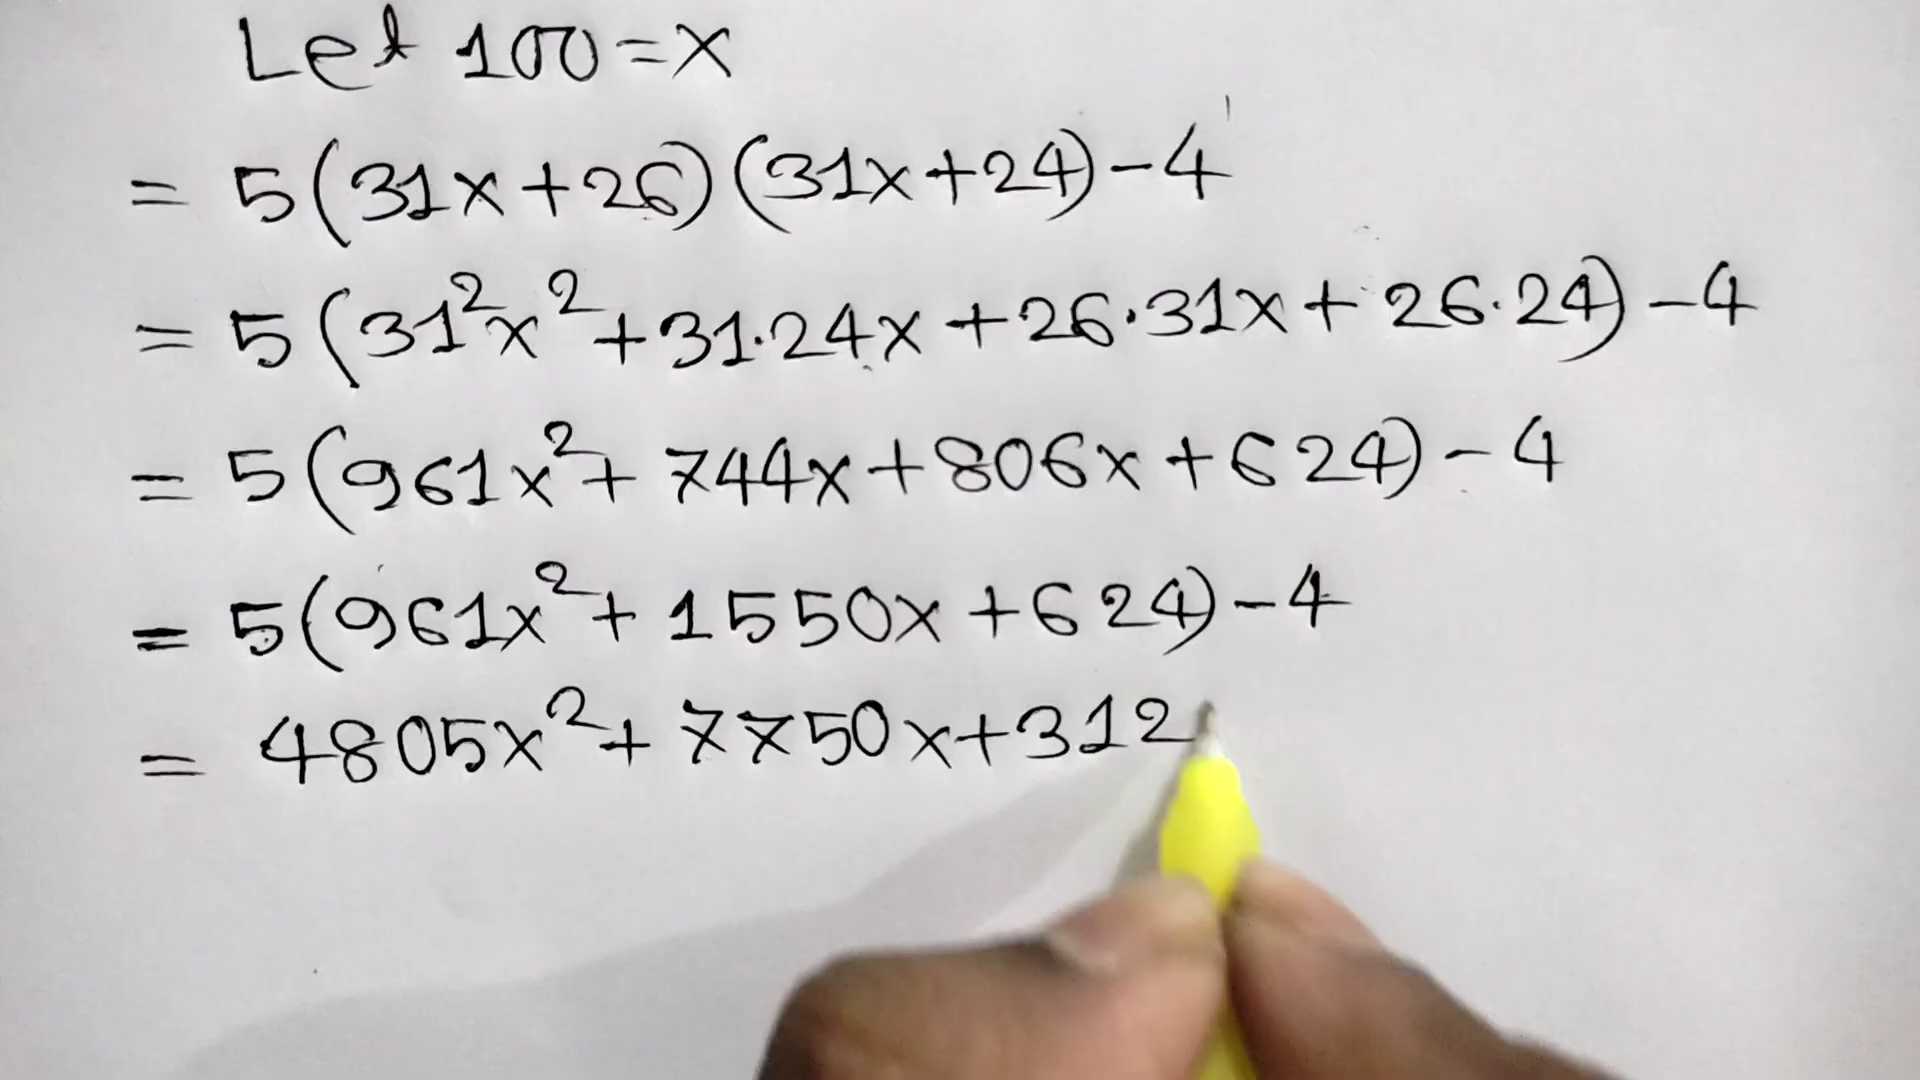 Let 100=x
= 5(31x+26)(31x+24)-4
= 5(31²x²+31.24x+26.31x+26.24)-4
= 5(961x²+744x+806x+624)-4
= 5(961x²+1550x+624)-4
= 4805x²+7750x+312